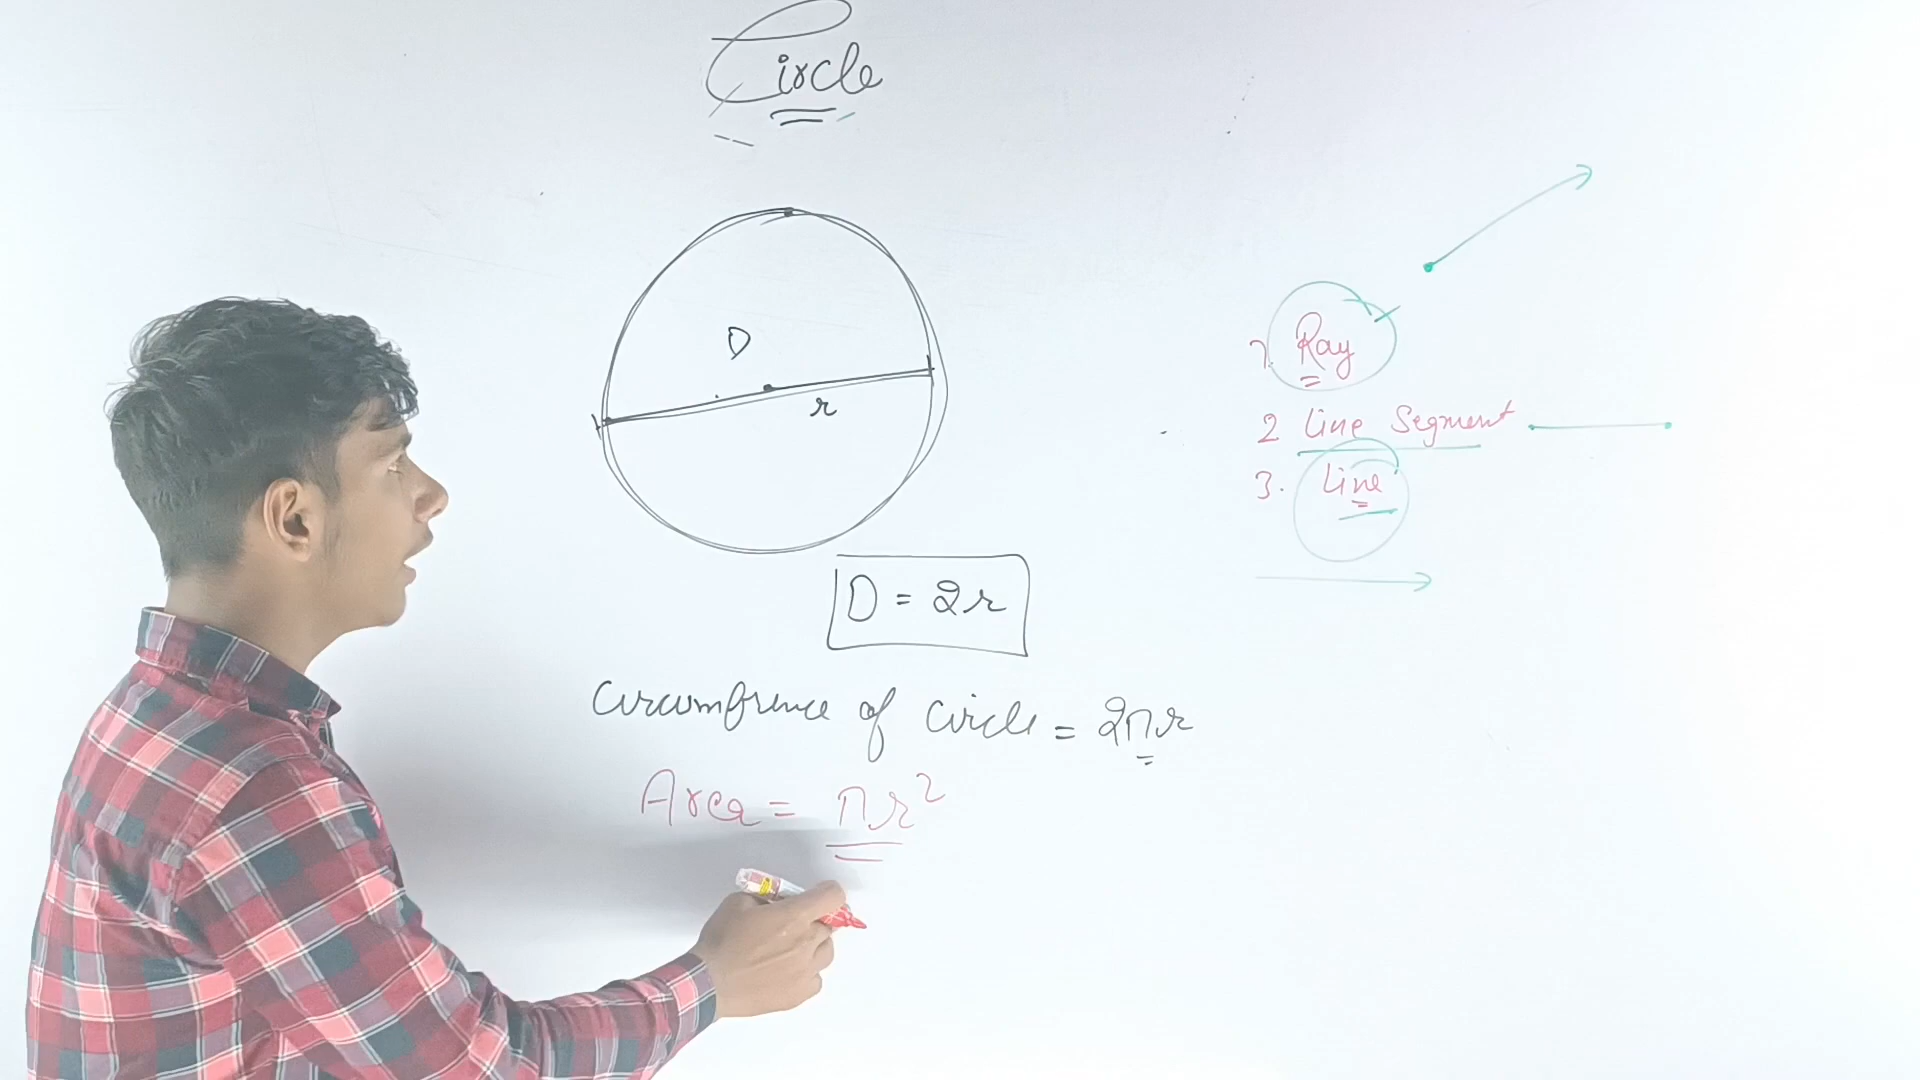 Circle
D
r
D = 2r
Circumfrence of circle = 2πr
Area = πr²
1. Ray
2 Line Segment
3. Line